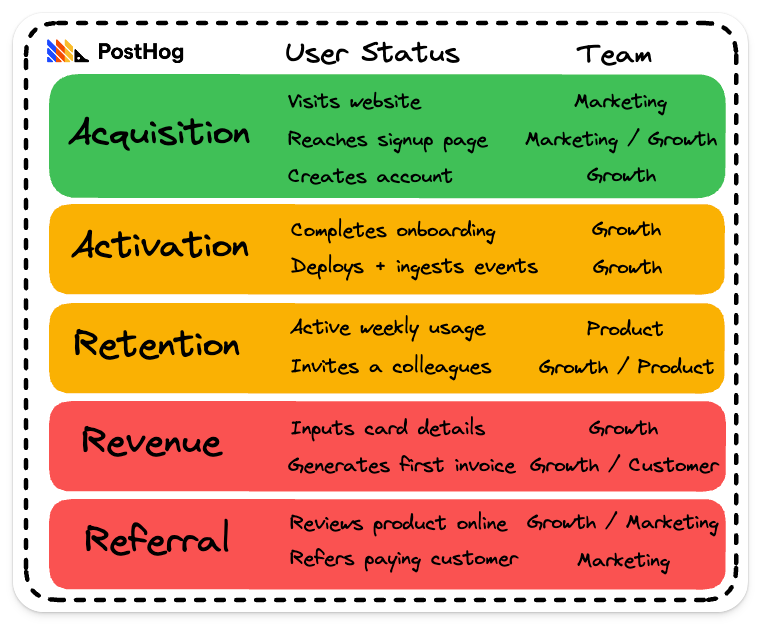 PostHog User Status Team
Acquisition
Visits website Marketing
Reaches signup page Marketing / Growth
Creates account Growth
Activation
Completes onboarding Growth
Deploys + ingests events Growth
Retention
Active weekly usage Product
Invites a colleagues Growth / Product
Revenue
Inputs card details Growth
Generates first invoice Growth / Customer
Referral
Reviews product online Growth / Marketing
Refers paying customer Marketing